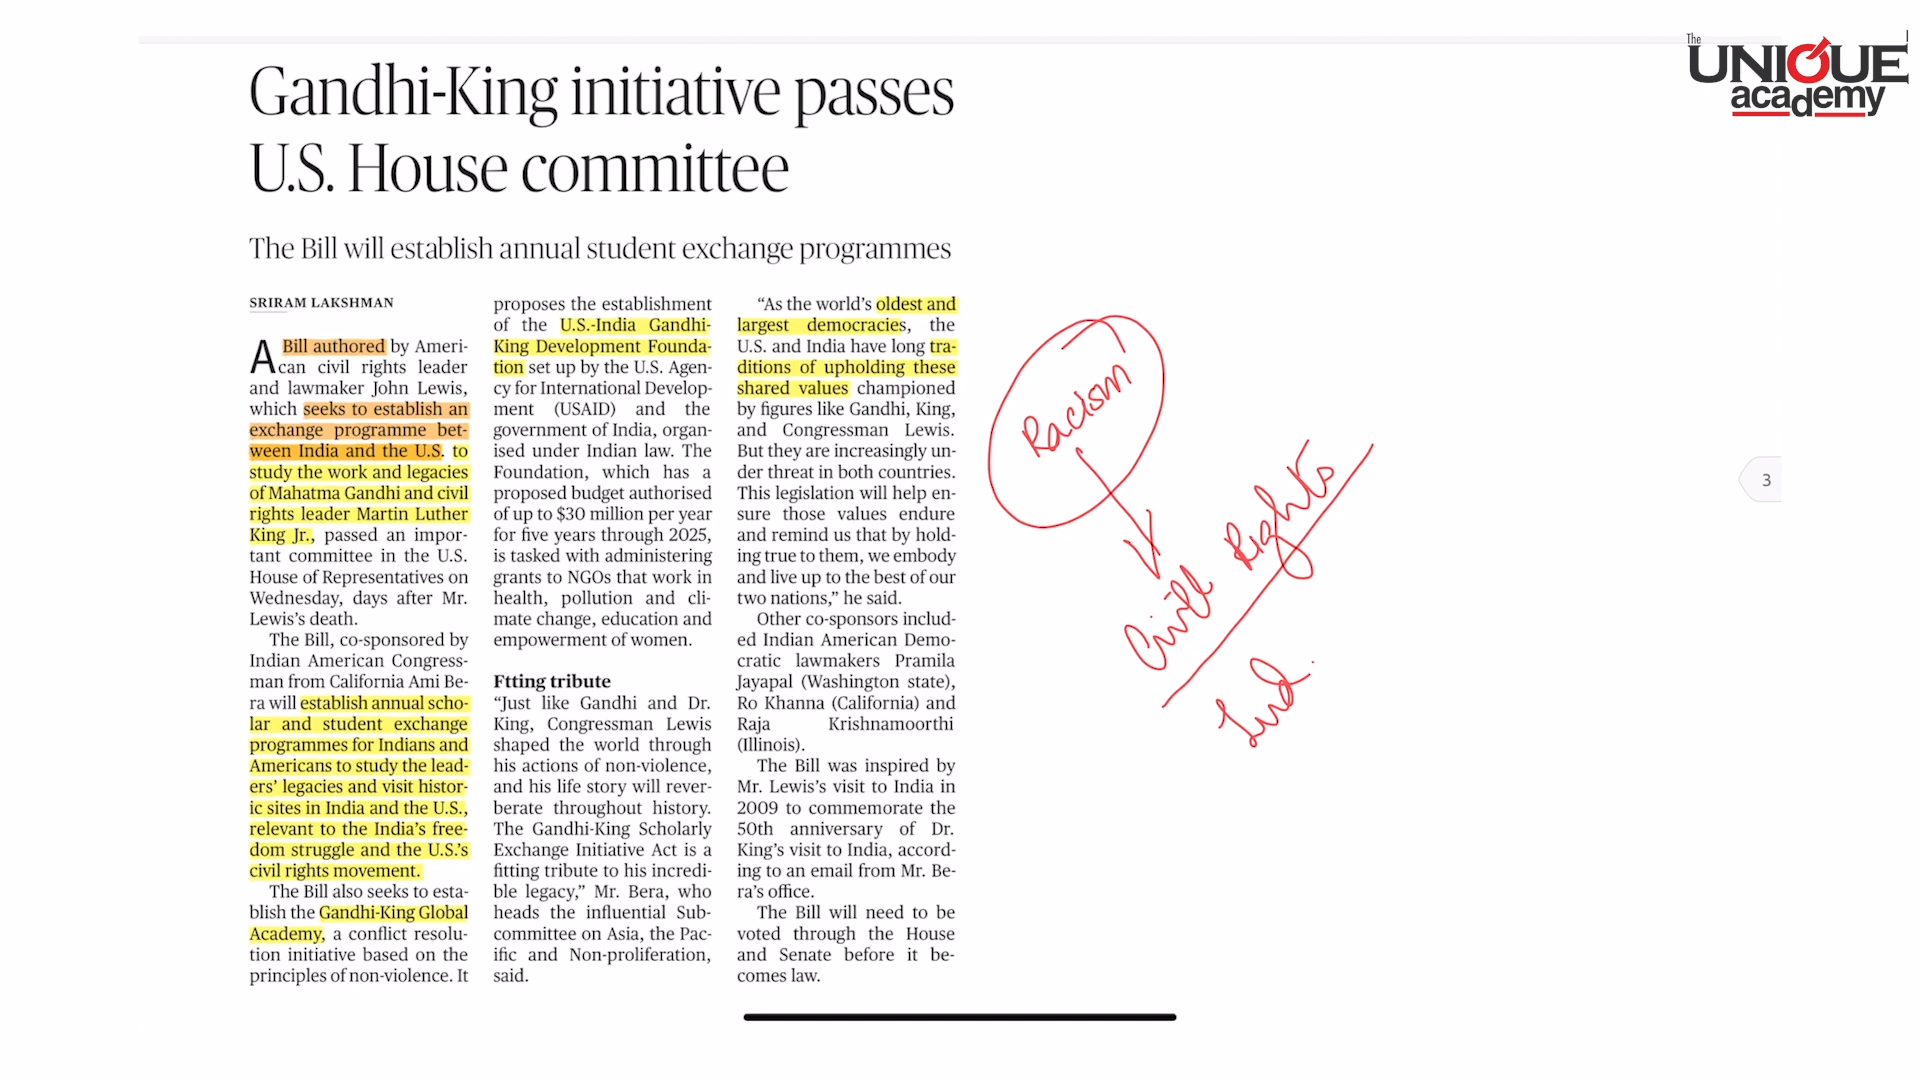 The
UNIQUE
academy
Gandhi-King initiative passes
U.S. House committee
The Bill will establish annual student exchange programmes
SRIRAM LAKSHMAN
A Bill authored by Ameri-
can civil rights leader
and lawmaker John Lewis,
which seeks to establish an
exchange programme bet-
ween India and the U.S. to
study the work and legacies
of Mahatma Gandhi and civil
rights leader Martin Luther
King Jr., passed an impor-
tant committee in the U.S.
House of Representatives on
Wednesday, days after Mr.
Lewis's death.
The Bill, co-sponsored by
Indian American Congress-
man from California Ami Be-
ra will establish annual scho-
lar and student exchange
programmes for Indians and
Americans to study the lead-
ers' legacies and visit histor-
ic sites in India and the U.S.,
relevant to the India's free-
dom struggle and the U.S.'s
civil rights movement.
The Bill also seeks to esta-
blish the Gandhi-King Global
Academy, a conflict resolu-
tion initiative based on the
principles of non-violence. It
proposes the establishment
of the U.S.-India Gandhi-
King Development Founda-
tion set up by the U.S. Agen-
cy for International Develop-
ment (USAID) and the
government of India, organ-
ised under Indian law. The
Foundation, which has a
proposed budget authorised
of up to $30 million per year
for five years through 2025,
is tasked with administering
grants to NGOs that work in
health, pollution and cli-
mate change, education and
empowerment of women.
Ftting tribute
“Just like Gandhi and Dr.
King, Congressman Lewis
shaped the world through
his actions of non-violence,
and his life story will rever-
berate throughout history.
The Gandhi-King Scholarly
Exchange Initiative Act is a
fitting tribute to his incredi-
ble legacy,” Mr. Bera, who
heads the influential Sub-
committee on Asia, the Pac-
ific and Non-proliferation,
said.
“As the world's oldest and
largest democracies, the
U.S. and India have long tra-
ditions of upholding these
shared values championed
by figures like Gandhi, King,
and Congressman Lewis.
But they are increasingly un-
der threat in both countries.
This legislation will help en-
sure those values endure
and remind us that by hold-
ing true to them, we embody
and live up to the best of our
two nations,” he said.
Other co-sponsors includ-
ed Indian American Demo-
cratic lawmakers Pramila
Jayapal (Washington state),
Ro Khanna (California) and
Raja Krishnamoorthi
(Illinois).
The Bill was inspired by
Mr. Lewis's visit to India in
2009 to commemorate the
50th anniversary of Dr.
King's visit to India, accord-
ing to an email from Mr. Be-
ra's office.
The Bill will need to be
voted through the House
and Senate before it be-
comes law.
Racism
Civil Rights
Ind.
3